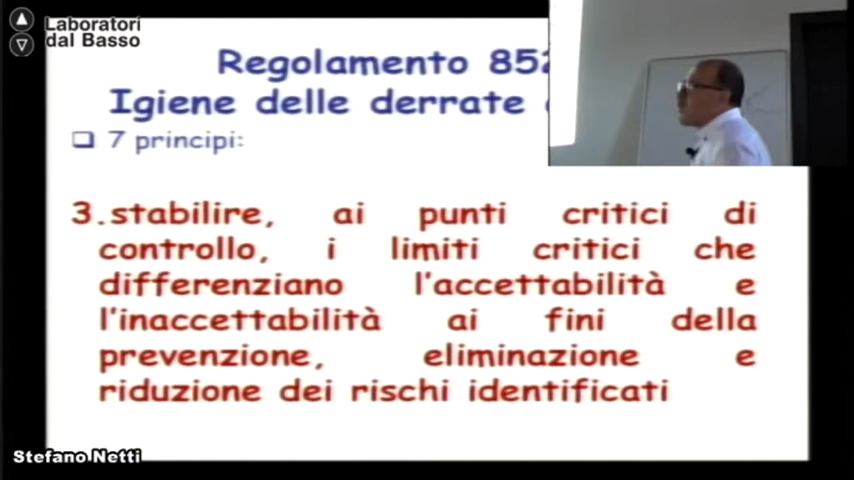 Laboratori
dal Basso
Regolamento 852
Igiene delle derrate
❑ 7 principi:
3.stabilire, ai punti critici di
controllo, i limiti critici che
differenziano l'accettabilità e
l'inaccettabilità ai fini della
prevenzione, eliminazione e
riduzione dei rischi identificati
Stefano Netti